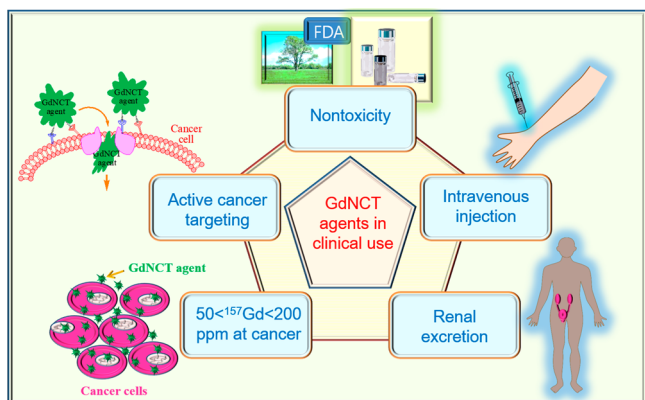 FDA
Nontoxicity
GdNCT
agent
GdNCT
agent
Cancer
cell
GdNCT
agent
Active cancer
targeting
GdNCT
agents in
clinical use
Intravenous
injection
GdNCT agent
50<¹⁵⁷Gd<200
ppm at cancer
Renal
excretion
Cancer cells